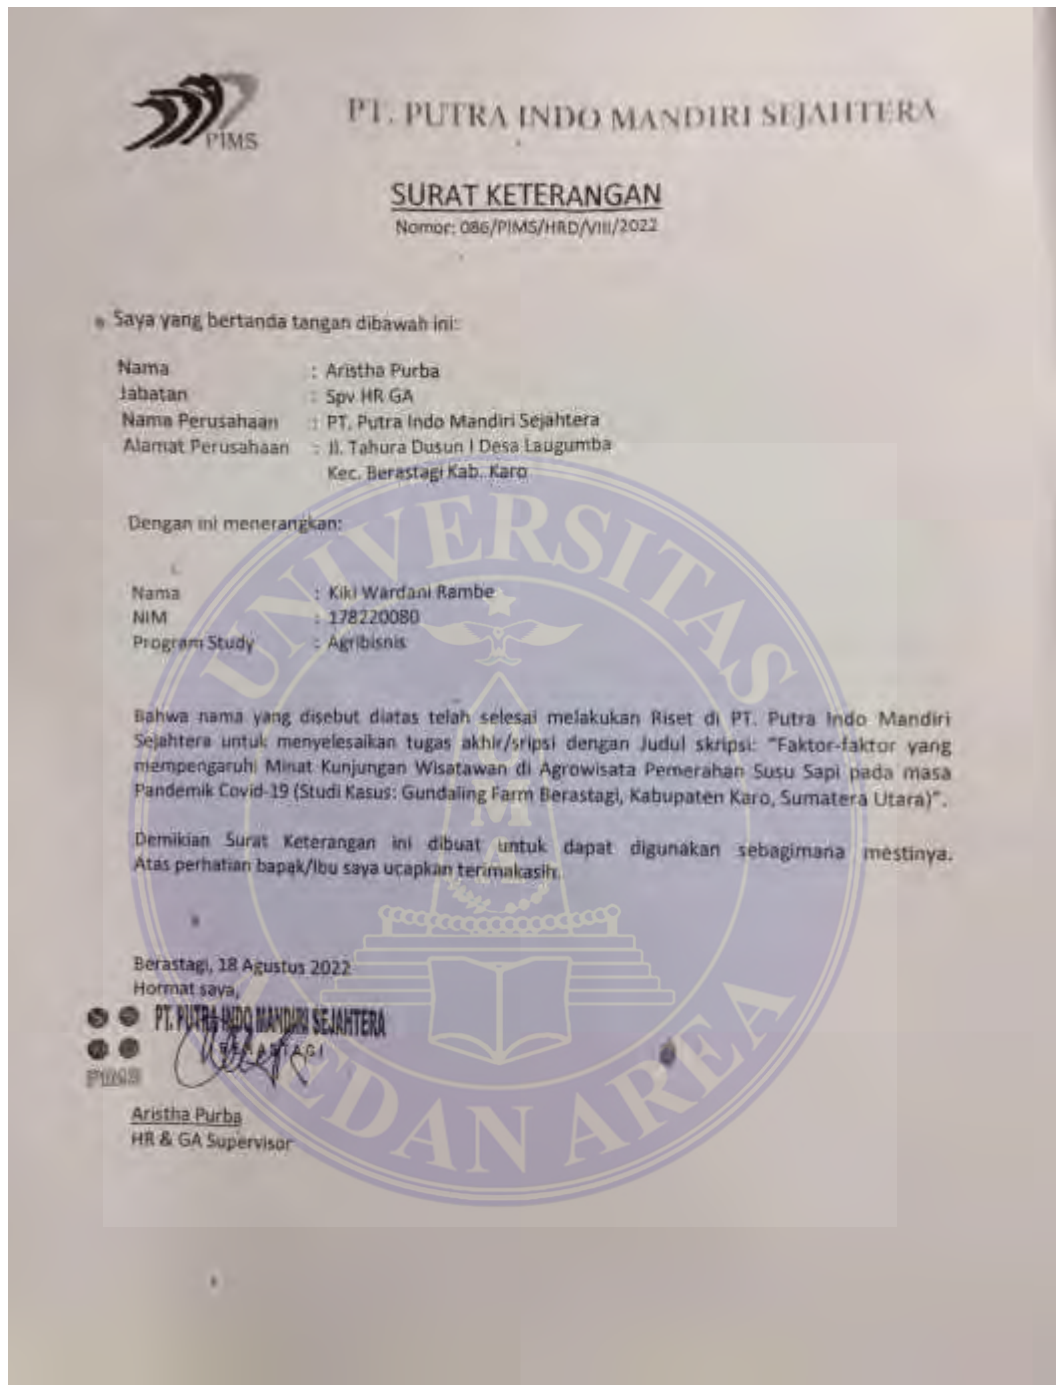 PIMS
PT. PUTRA INDO MANDIRI SEJAHTERA
SURAT KETERANGAN
Nomor: 086/PIMS/HRD/VIII/2022
Saya yang bertanda tangan dibawah ini:
Nama : Aristha Purba
Jabatan : Spv HR GA
Nama Perusahaan : PT. Putra Indo Mandiri Sejahtera
Alamat Perusahaan : Jl. Tahura Dusun I Desa Laugumba
Kec. Berastagi Kab. Karo
Dengan ini menerangkan:
Nama : Kiki Wardani Rambe
NIM : 178220080
Program Study : Agribisnis
Bahwa nama yang disebut diatas telah selesai melakukan Riset di PT. Putra Indo Mandiri
Sejahtera untuk menyelesaikan tugas akhir/sripsi dengan Judul skripsi: "Faktor-faktor yang
mempengaruhi Minat Kunjungan Wisatawan di Agrowisata Pemerahan Susu Sapi pada masa
Pandemik Covid-19 (Studi Kasus: Gundaling Farm Berastagi, Kabupaten Karo, Sumatera Utara)".
Demikian Surat Keterangan ini dibuat untuk dapat digunakan sebagimana mestinya.
Atas perhatian bapak/ibu saya ucapkan terimakasih.
Berastagi, 18 Agustus 2022
Hormat saya,
PT. PUTRA INDO MANDIRI SEJAHTERA
BERASTAGI
PIMS
Aristha Purba
HR & GA Supervisor
UNIVERSITAS
MEDAN AREA
UMA